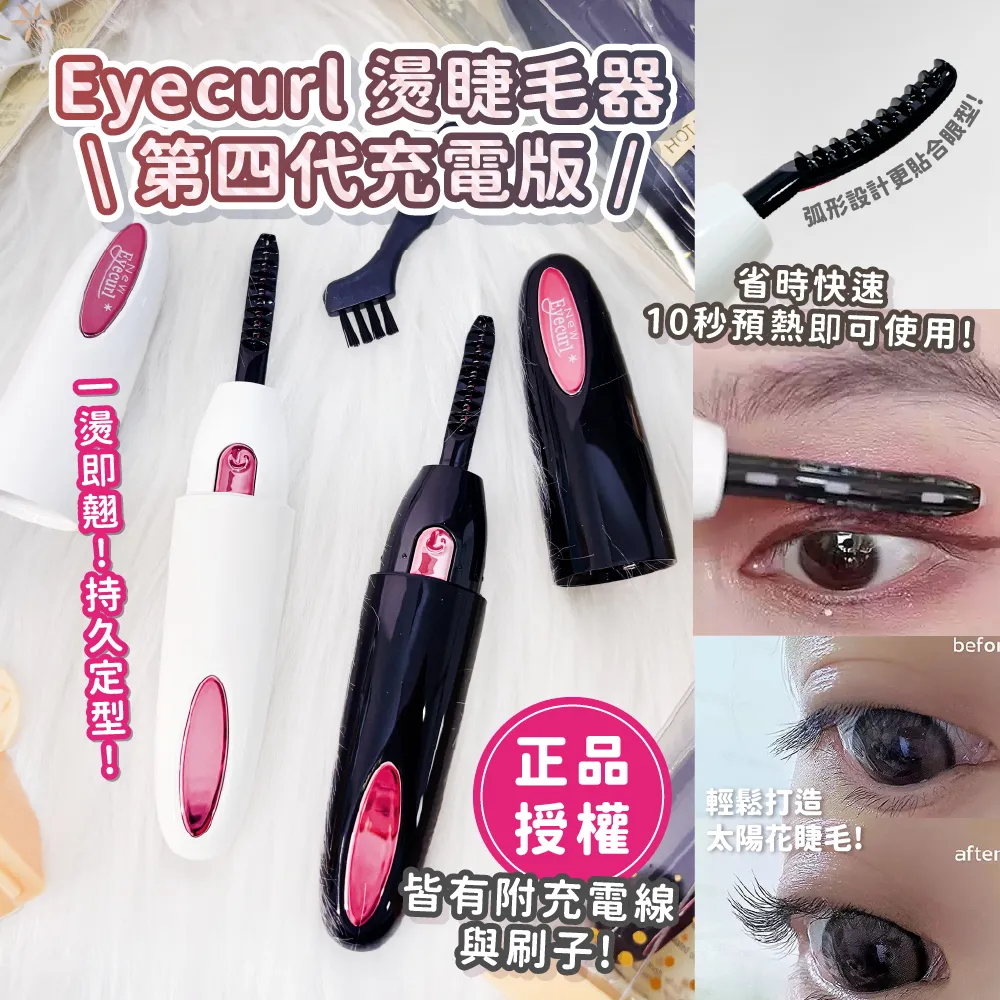 Eyecurl 燙睫毛器
\ 第四代充電版 /
弧形設計更貼合眼型!
省時快速
10秒預熱即可使用!
New
Eyecurl
New
Eyecurl
一燙即翹!持久定型!
正品
授權
皆有附充電線
與刷子!
befor
輕鬆打造
太陽花睫毛!
after